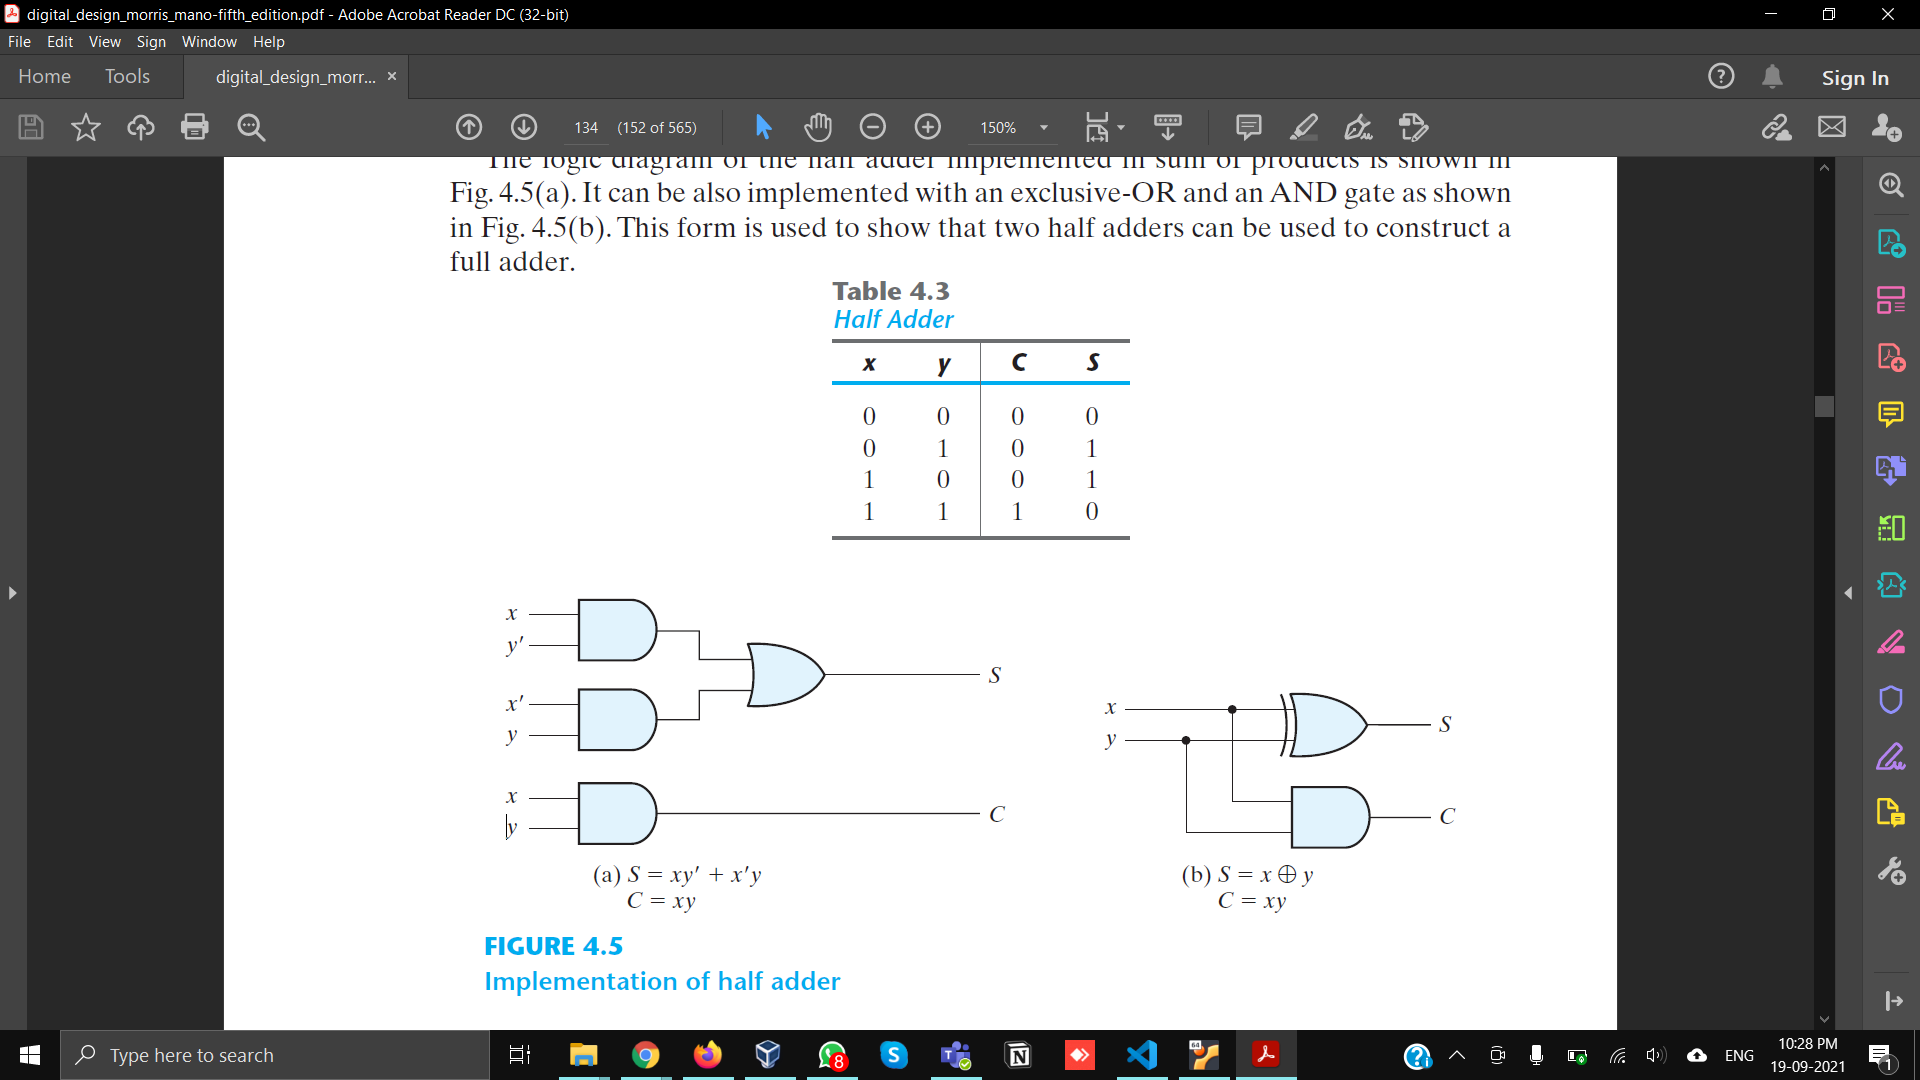 digital_design_morris_mano-fifth_edition.pdf - Adobe Acrobat Reader DC (32-bit)
File Edit View Sign Window Help
Home Tools digital_design_morr... × Sign In
134 (152 of 565) 150%
The logic diagram of the half adder implemented in sum of products is shown in
Fig. 4.5(a). It can be also implemented with an exclusive-OR and an AND gate as shown
in Fig. 4.5(b). This form is used to show that two half adders can be used to construct a
full adder.
Table 4.3
Half Adder
x y C S
0 0 0 0
0 1 0 1
1 0 0 1
1 1 1 0
x
y'
x'
y
S
x
y
C
(a) S = xy' + x'y
C = xy
x
y
S
C
(b) S = x ⊕ y
C = xy
FIGURE 4.5
Implementation of half adder
Type here to search
8
64
ENG
10:28 PM
19-09-2021
1